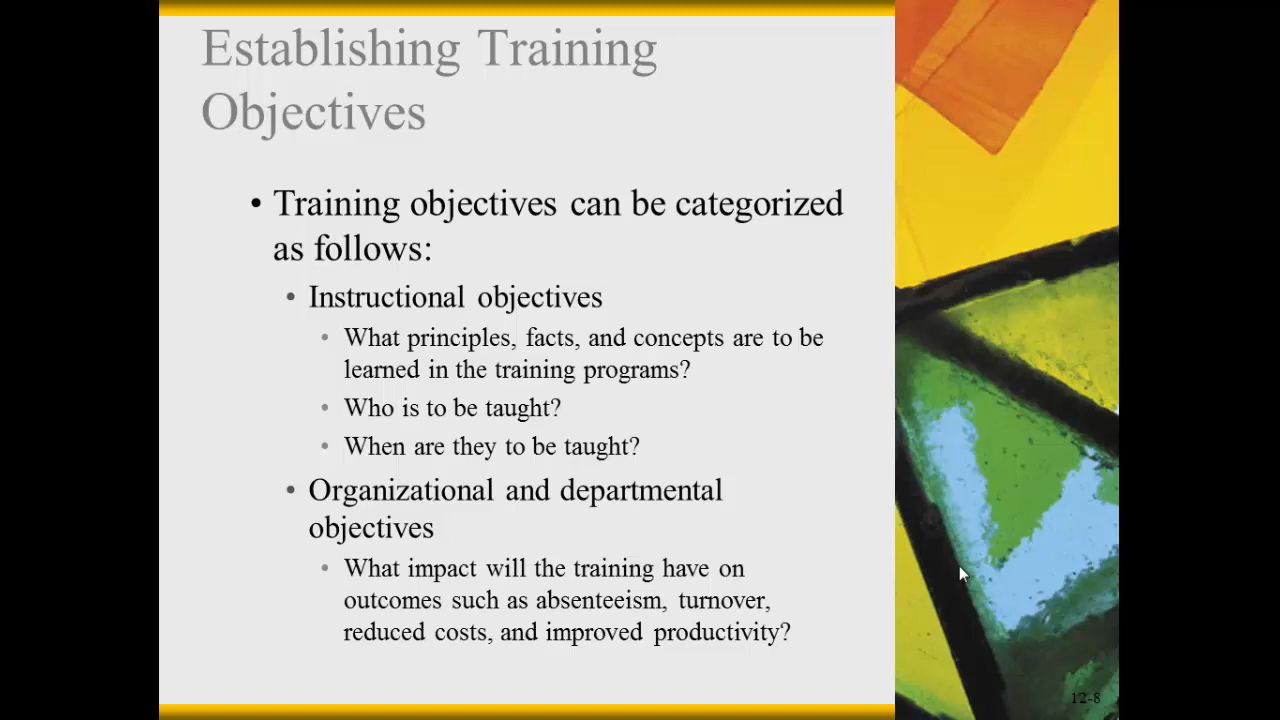 Establishing Training
Objectives
• Training objectives can be categorized
as follows:
• Instructional objectives
• What principles, facts, and concepts are to be
learned in the training programs?
• Who is to be taught?
• When are they to be taught?
• Organizational and departmental
objectives
• What impact will the training have on
outcomes such as absenteeism, turnover,
reduced costs, and improved productivity?
12-8